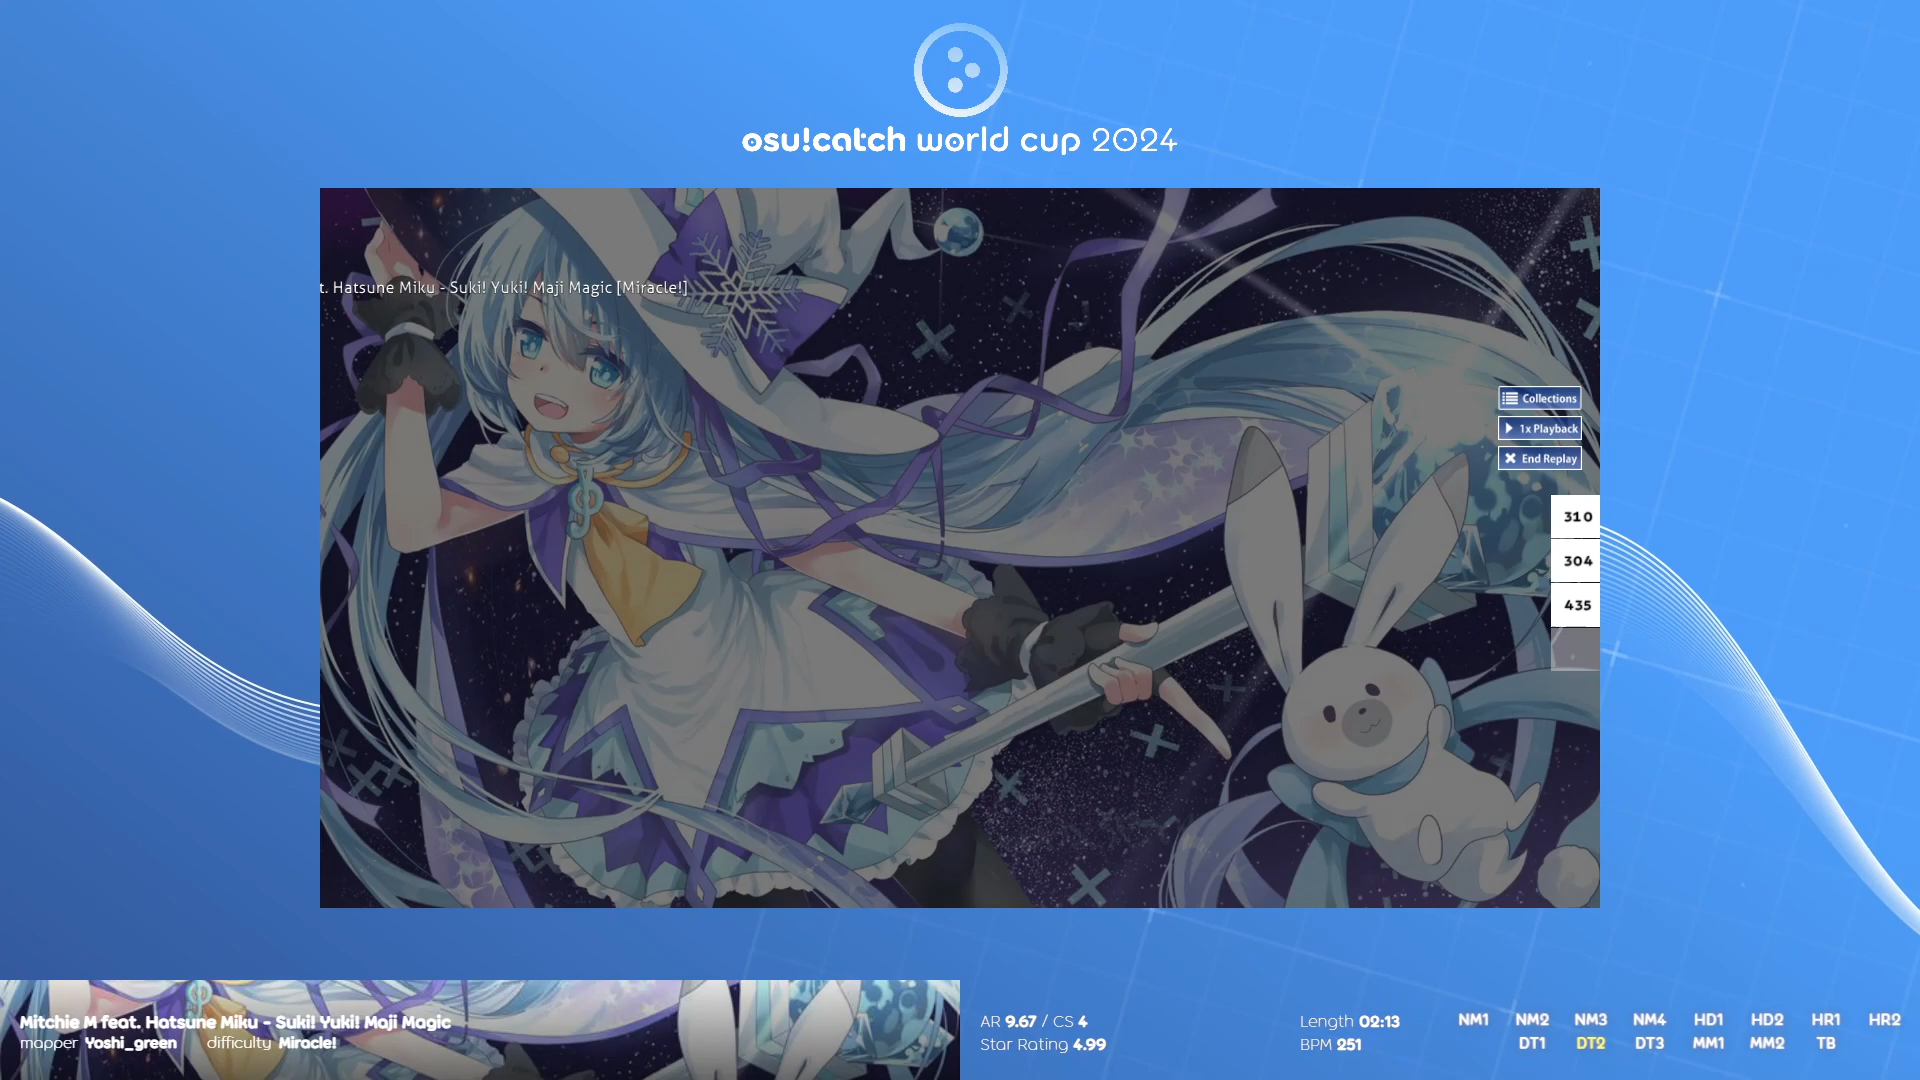 osu!catch world cup 2024
t. Hatsune Miku - Suki! Yuki! Maji Magic [Miracle!]
Collections
1x Playback
End Replay
310
304
435
Mitchie M feat. Hatsune Miku - Suki! Yuki! Maji Magic
mapper Yoshi_green difficulty Miracle!
AR 9.67 / CS 4
Star Rating 4.99
Length 02:13
BPM 251
NM1 NM2 NM3 NM4 HD1 HD2 HR1 HR2
DT1 DT2 DT3 MM1 MM2 TB